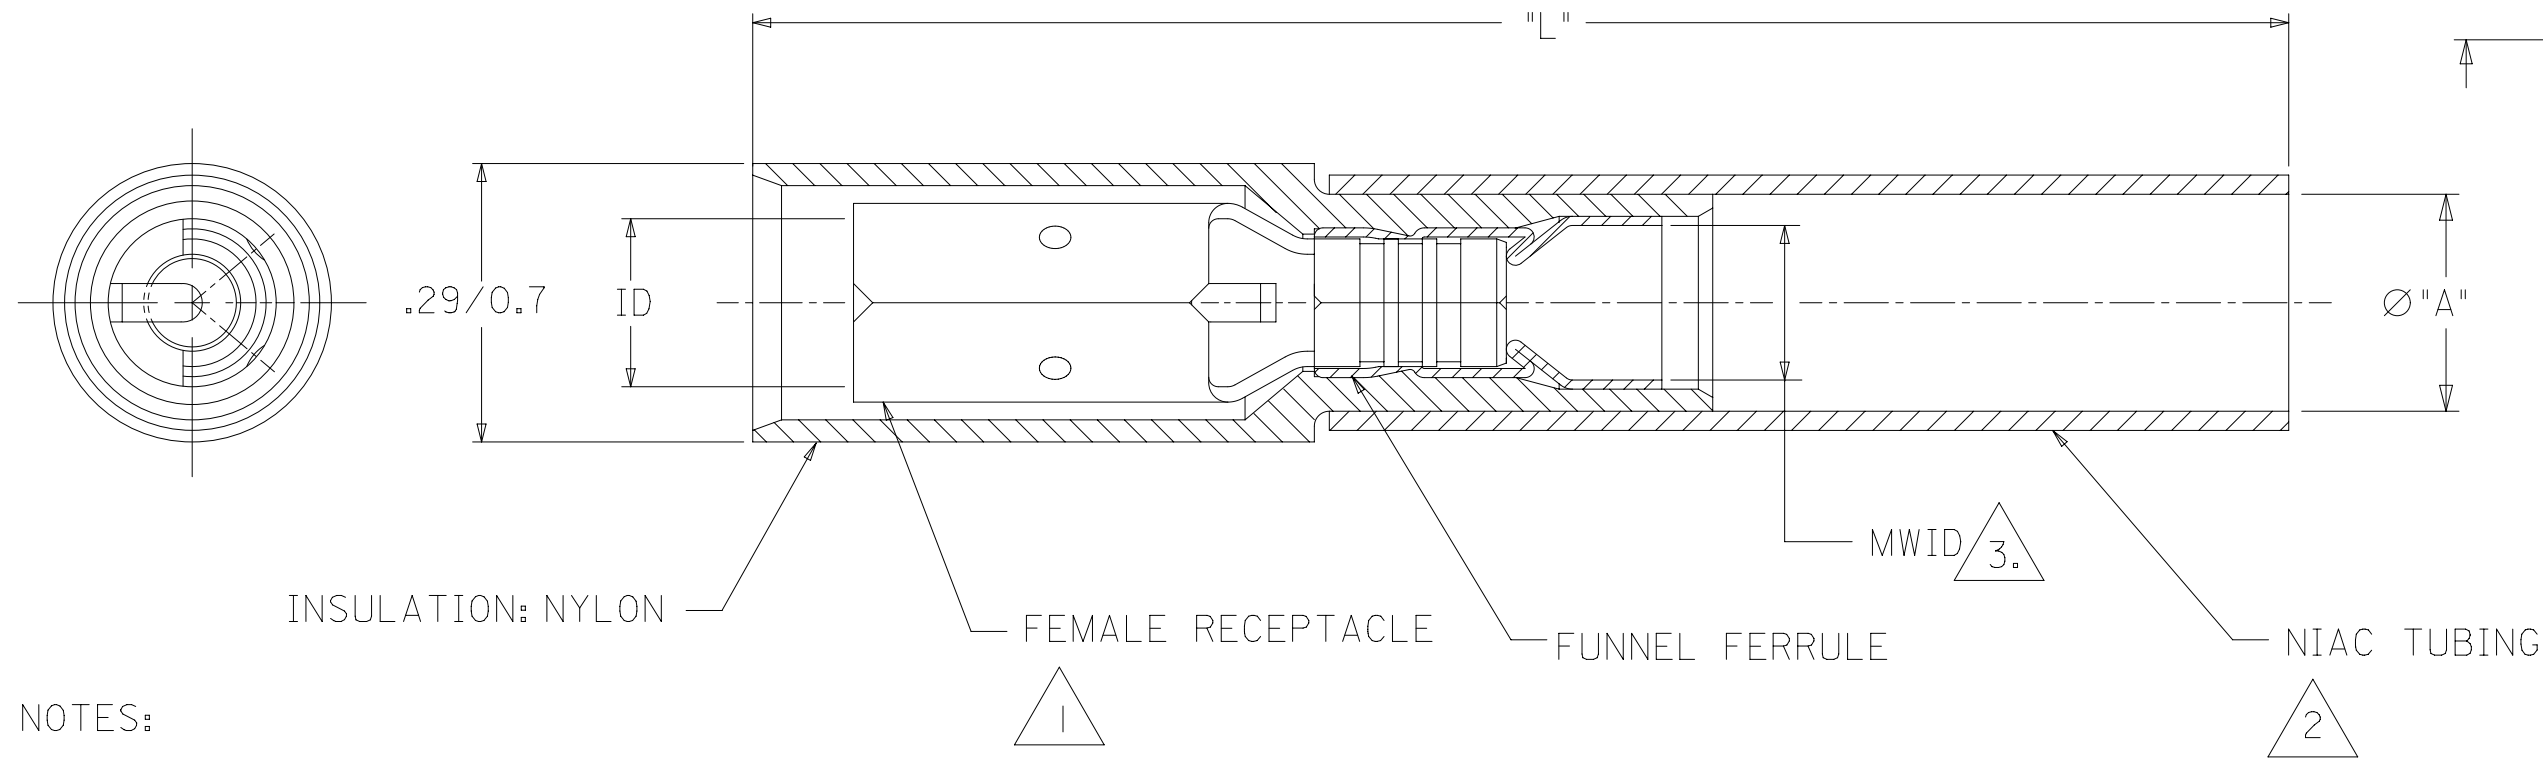 "L"
.29/0.7
ID
Ø"A"
MWID 3.
INSULATION: NYLON
FEMALE RECEPTACLE
1
FUNNEL FERRULE
NIAC TUBING
2
NOTES: